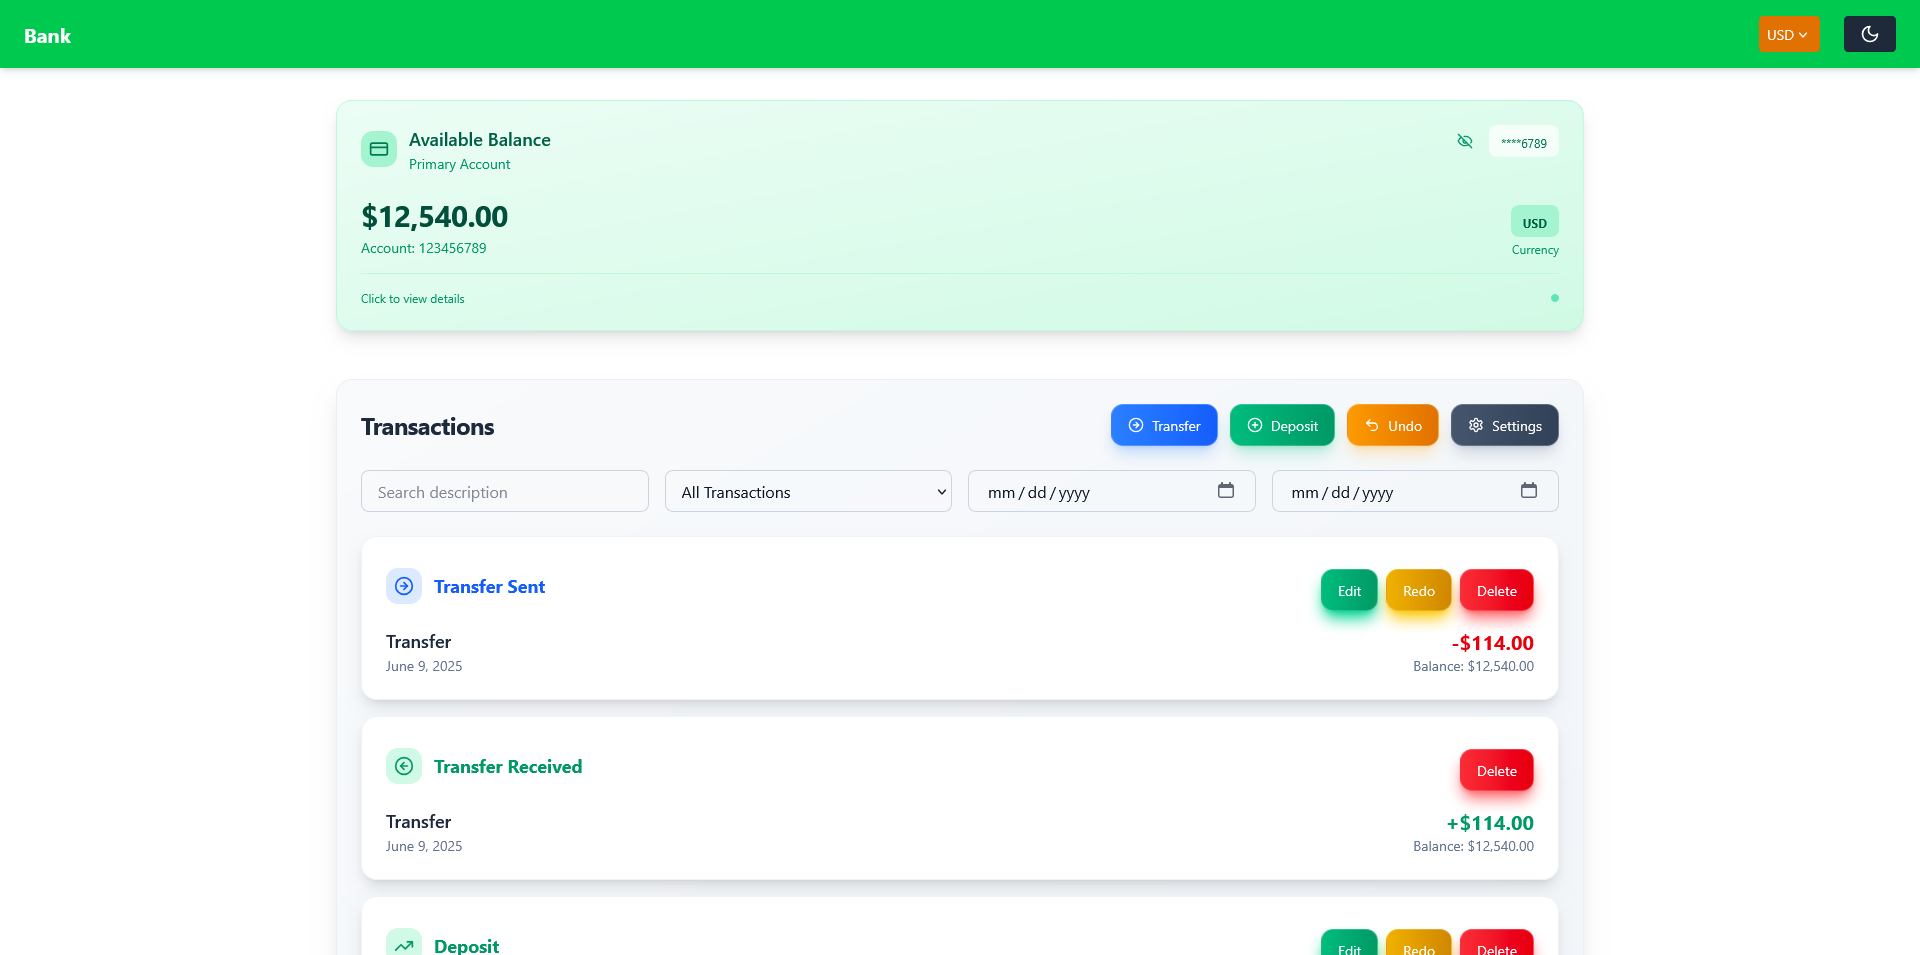 Bank
USD
Available Balance
Primary Account
****6789
$12,540.00
Account: 123456789
USD
Currency
Click to view details
Transactions
Transfer
Deposit
Undo
Settings
Search description
All Transactions
mm/dd/yyyy
mm/dd/yyyy
Transfer Sent
Edit
Redo
Delete
Transfer
June 9, 2025
-$114.00
Balance: $12,540.00
Transfer Received
Delete
Transfer
June 9, 2025
+$114.00
Balance: $12,540.00
Deposit
Edit
Redo
Delete